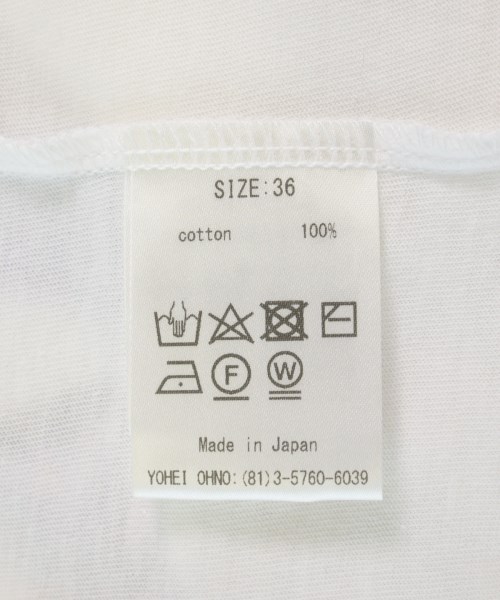 SIZE:36
cotton 100%
F W
Made in Japan
YOHEI OHNO:(81)3-5760-6039